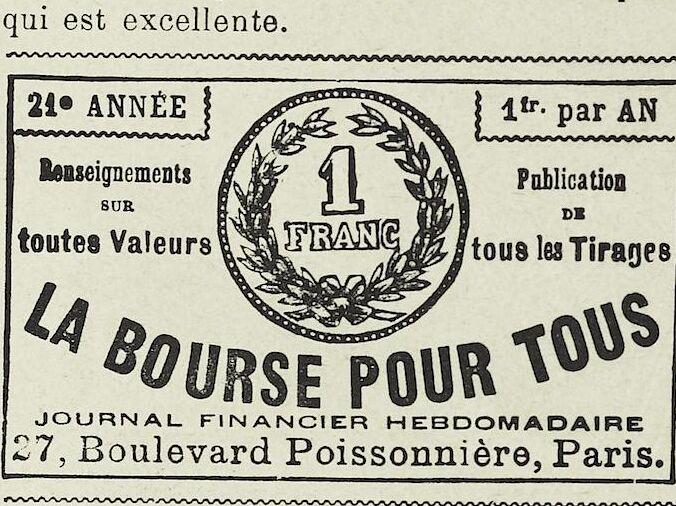 qui est excellente.
21e ANNÉE
1fr. par AN
Renseignements
SUR
toutes Valeurs
1
FRANC
Publication
DE
tous les Tirages
LA BOURSE POUR TOUS
JOURNAL FINANCIER HEBDOMADAIRE
27, Boulevard Poissonnière, Paris.